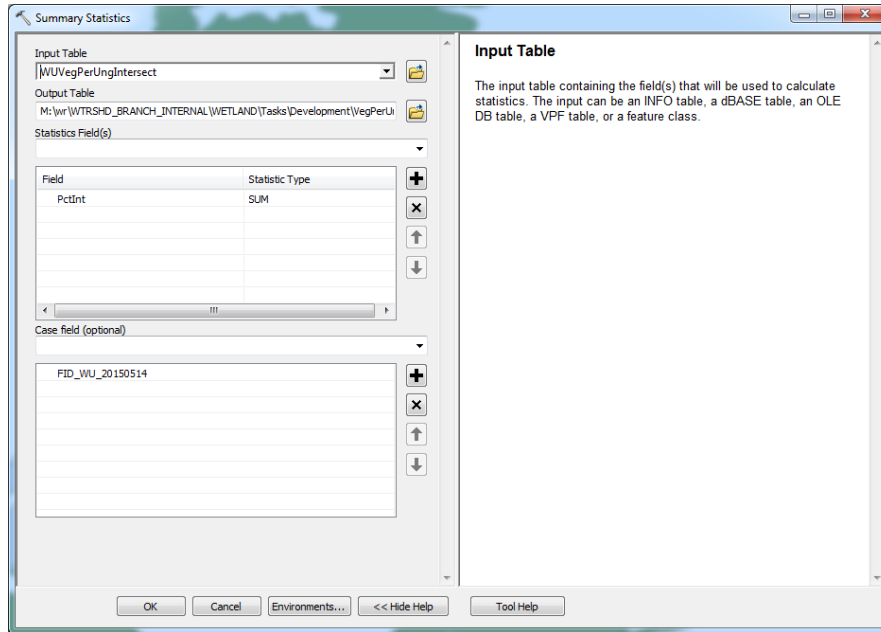 Summary Statistics
Input Table
WUVegPerUngIntersect
Output Table
M:\wr\WTRSHD_BRANCH_INTERNAL\WETLAND\Tasks\Development\VegPerU
Statistics Field(s)
Field Statistic Type
PctInt SUM
Case field (optional)
FID_WU_20150514
Input Table
The input table containing the field(s) that will be used to calculate
statistics. The input can be an INFO table, a dBASE table, an OLE
DB table, a VPF table, or a feature class.
OK Cancel Environments... << Hide Help Tool Help